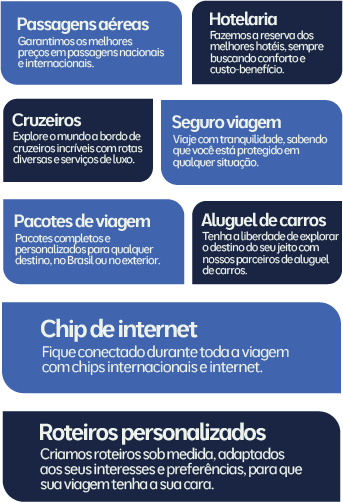 Passagens aéreas
Garantimos os melhores
preços em passagens nacionais
e internacionais.
Hotelaria
Fazemos a reserva dos
melhores hotéis, sempre
buscando conforto e
custo-benefício.
Cruzeiros
Explore o mundo a bordo de
cruzeiros incríveis com rotas
diversas e serviços de luxo.
Seguro viagem
Viaje com tranquilidade, sabendo
que você está protegido em
qualquer situação.
Pacotes de viagem
Pacotes completos e
personalizados para qualquer
destino, no Brasil ou no exterior.
Aluguel de carros
Tenha a liberdade de explorar
o destino do seu jeito com
nossos parceiros de aluguel
de carros.
Chip de internet
Fique conectado durante toda a viagem
com chips internacionais e internet.
Roteiros personalizados
Criamos roteiros sob medida, adaptados
aos seus interesses e preferências, para que
sua viagem tenha a sua cara.